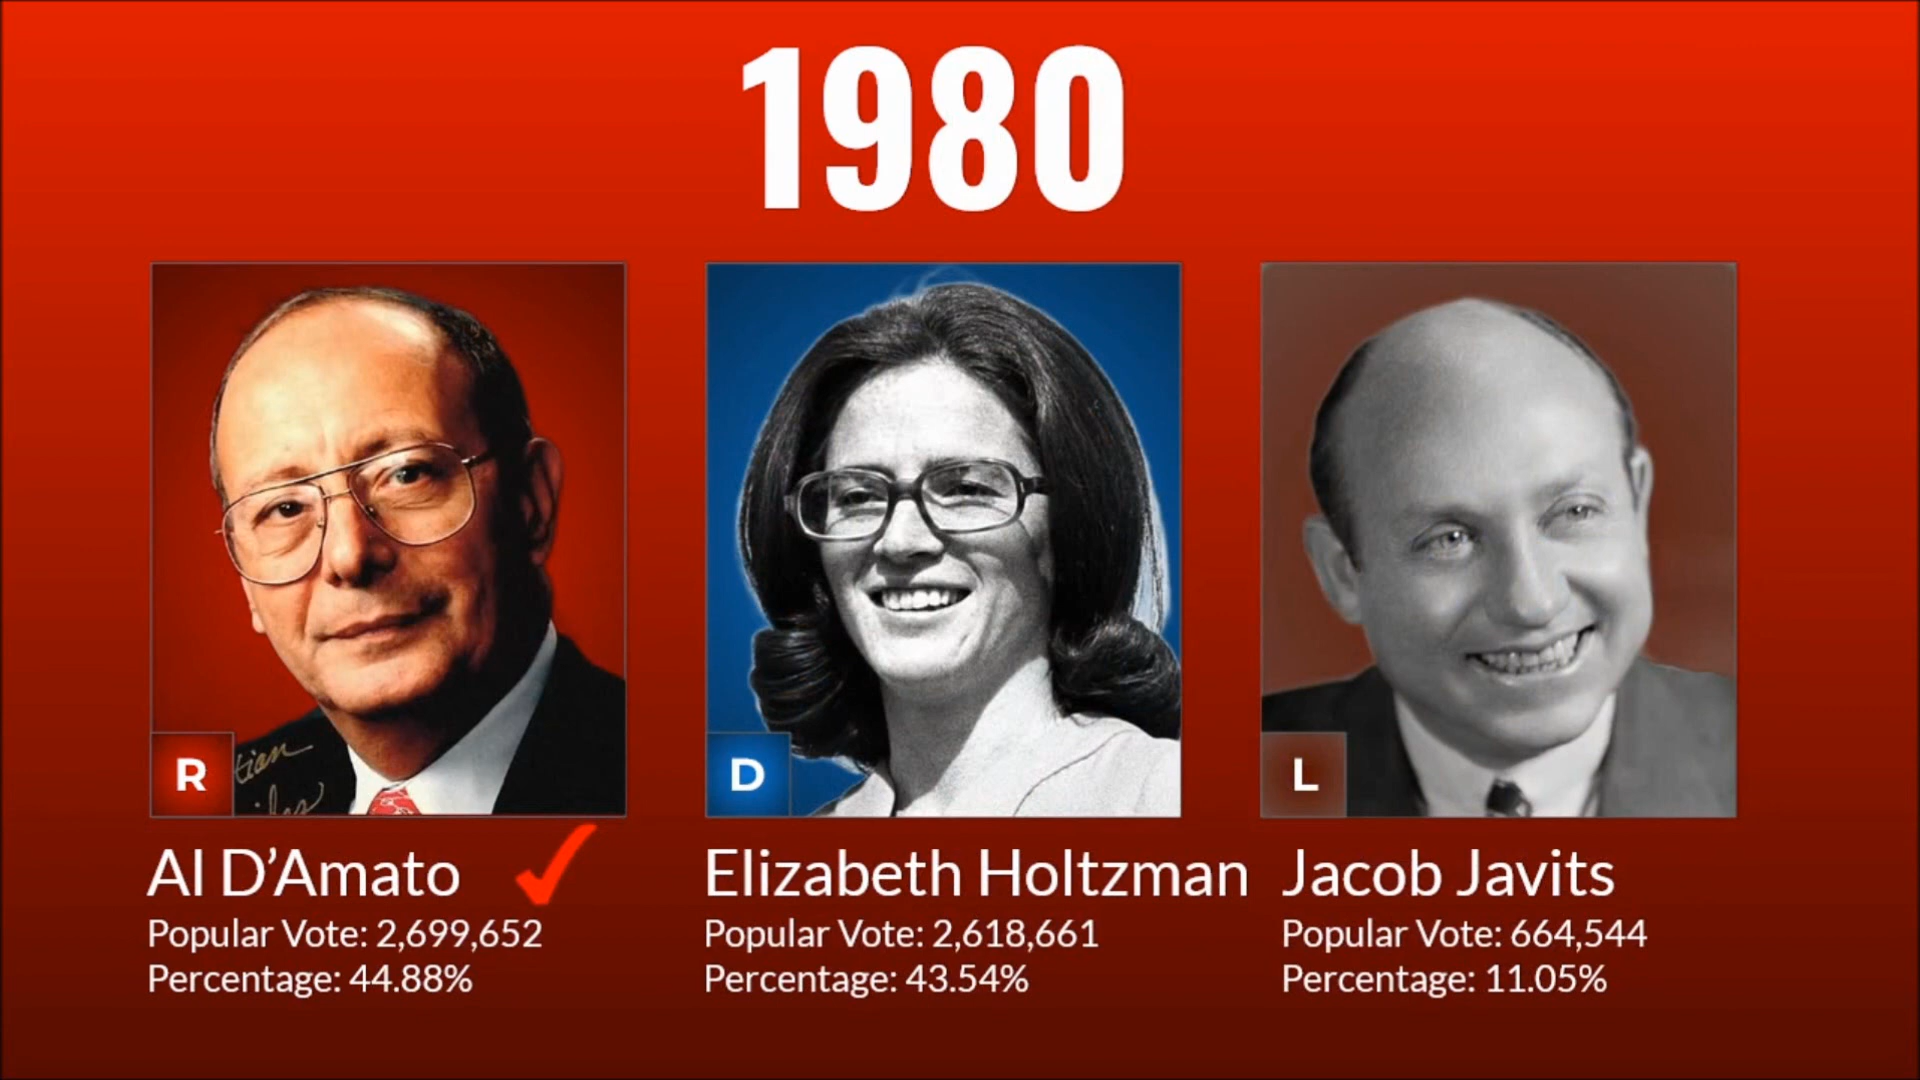 1980
tian
R
D
L
Al D’Amato
Elizabeth Holtzman
Jacob Javits
Popular Vote: 2,699,652
Popular Vote: 2,618,661
Popular Vote: 664,544
Percentage: 44.88%
Percentage: 43.54%
Percentage: 11.05%